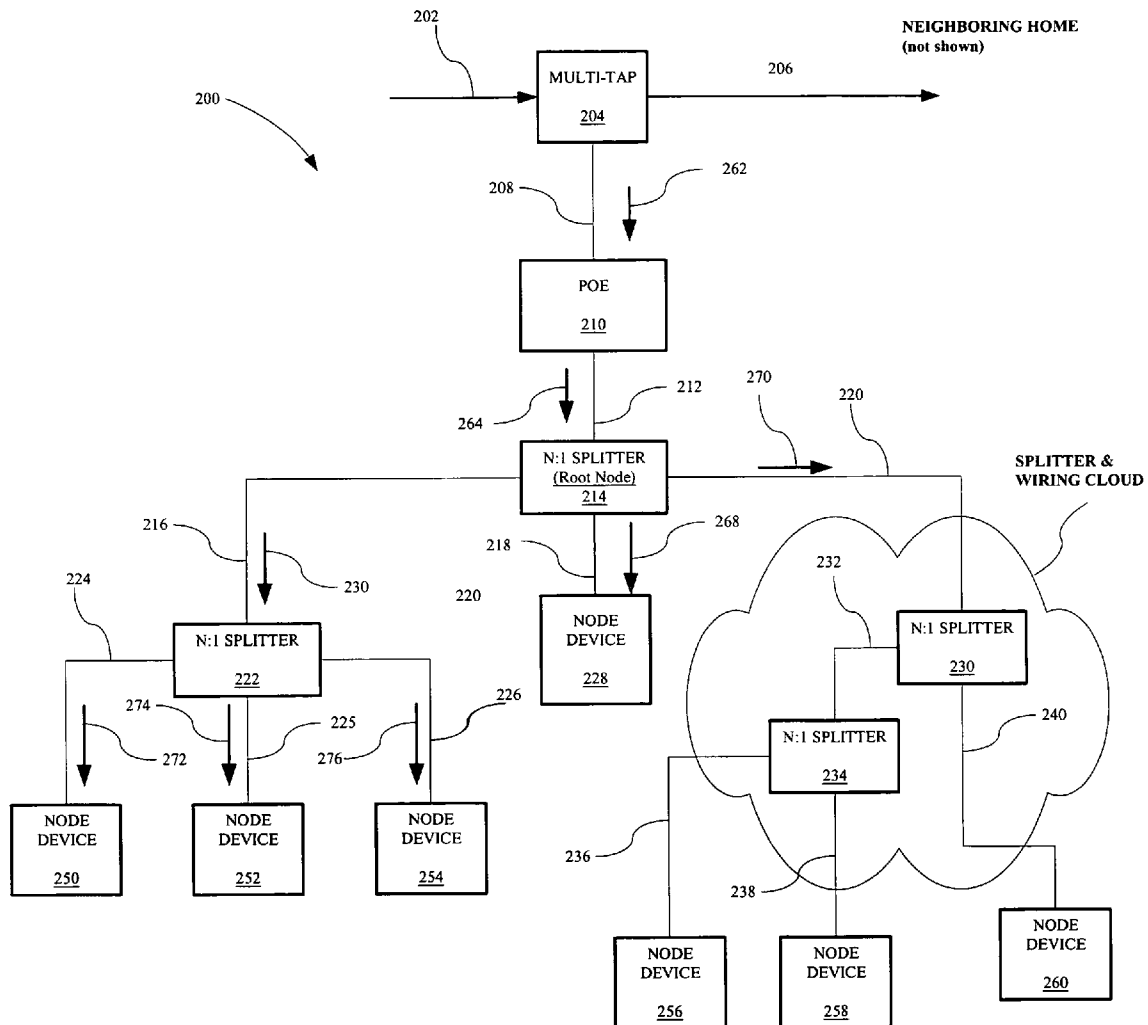 202
NEIGHBORING HOME
(not shown)
MULTI-TAP
204
206
200
208
262
POE
210
264
212
270
220
N:1 SPLITTER
(Root Node)
214
SPLITTER &
WIRING CLOUD
216
230
218
268
224
220
232
N:1 SPLITTER
222
NODE
DEVICE
228
N:1 SPLITTER
230
226
274
225
272
276
240
N:1 SPLITTER
234
NODE
DEVICE
250
NODE
DEVICE
252
NODE
DEVICE
254
236
238
NODE
DEVICE
256
NODE
DEVICE
258
NODE
DEVICE
260